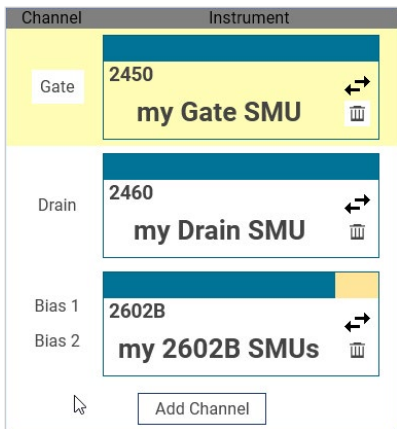 Channel Instrument
Gate
2450
my Gate SMU
Drain
2460
my Drain SMU
Bias 1
Bias 2
2602B
my 2602B SMUs
Add Channel